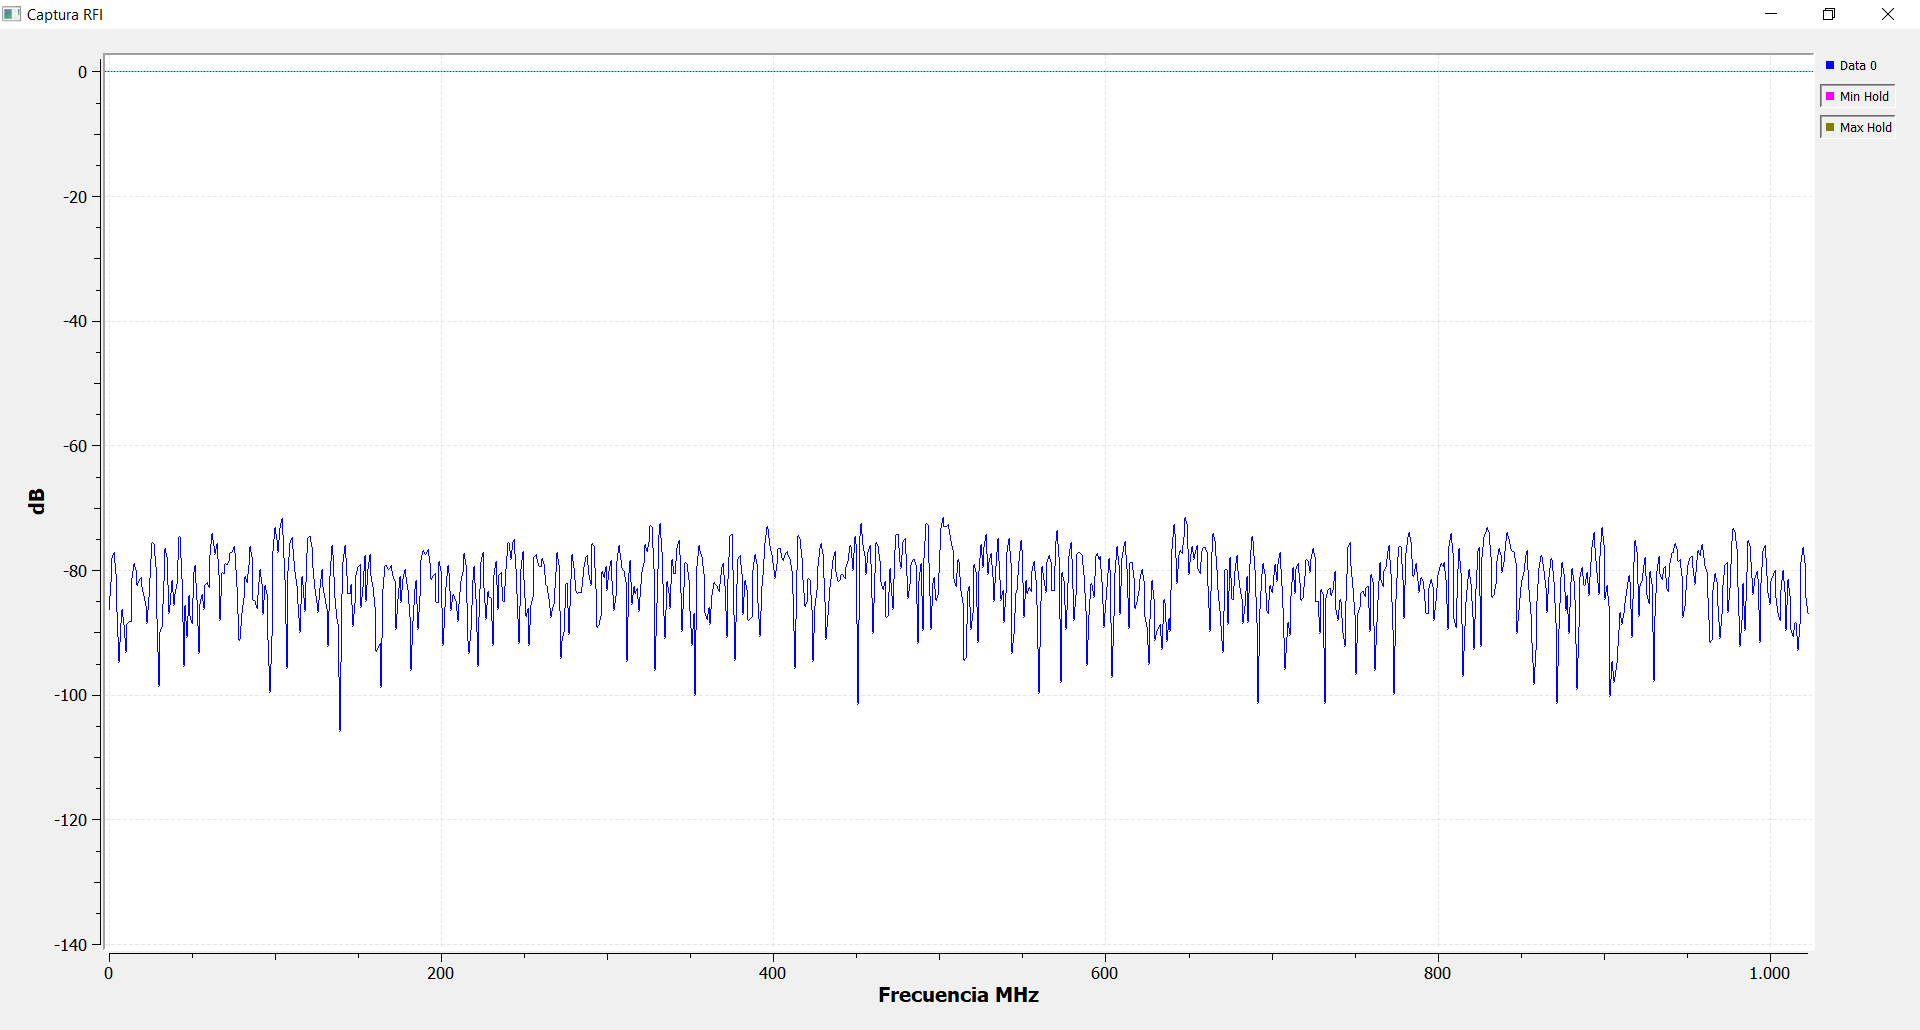 Captura RFI
Data 0
Min Hold
Max Hold
0
-20
-40
-60
-80
-100
-120
-140
dB
0 200 400 600 800 1.000
Frecuencia MHz